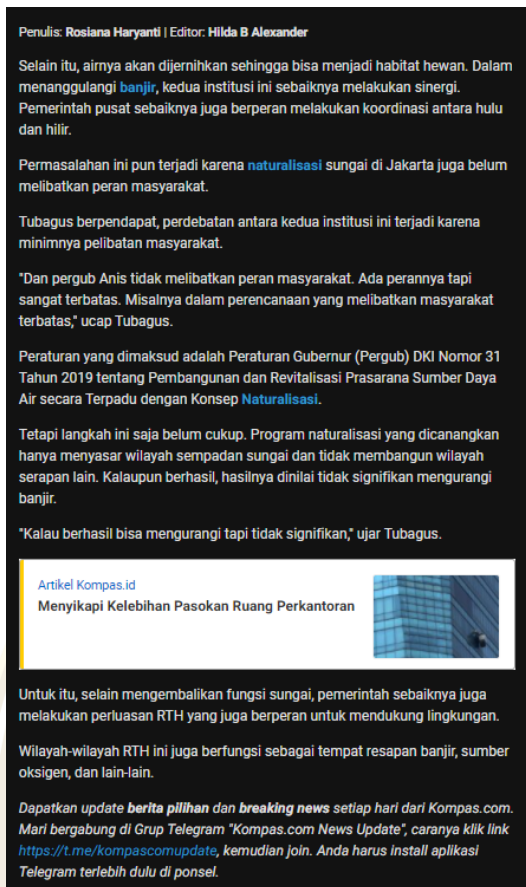 Penulis: Rosiana Haryanti | Editor: Hilda B Alexander
Selain itu, airnya akan dijernihkan sehingga bisa menjadi habitat hewan. Dalam
menanggulangi banjir, kedua institusi ini sebaiknya melakukan sinergi.
Pemerintah pusat sebaiknya juga berperan melakukan koordinasi antara hulu
dan hilir.
Permasalahan ini pun terjadi karena naturalisasi sungai di Jakarta juga belum
melibatkan peran masyarakat.
Tubagus berpendapat, perdebatan antara kedua institusi ini terjadi karena
minimnya pelibatan masyarakat.
"Dan pergub Anis tidak melibatkan peran masyarakat. Ada perannya tapi
sangat terbatas. Misalnya dalam perencanaan yang melibatkan masyarakat
terbatas," ucap Tubagus.
Peraturan yang dimaksud adalah Peraturan Gubernur (Pergub) DKI Nomor 31
Tahun 2019 tentang Pembangunan dan Revitalisasi Prasarana Sumber Daya
Air secara Terpadu dengan Konsep Naturalisasi.
Tetapi langkah ini saja belum cukup. Program naturalisasi yang dicanangkan
hanya menyasar wilayah sempadan sungai dan tidak membangun wilayah
serapan lain. Kalaupun berhasil, hasilnya dinilai tidak signifikan mengurangi
banjir.
"Kalau berhasil bisa mengurangi tapi tidak signifikan," ujar Tubagus.
Artikel Kompas.id
Menyikapi Kelebihan Pasokan Ruang Perkantoran
Untuk itu, selain mengembalikan fungsi sungai, pemerintah sebaiknya juga
melakukan perluasan RTH yang juga berperan untuk mendukung lingkungan.
Wilayah-wilayah RTH ini juga berfungsi sebagai tempat resapan banjir, sumber
oksigen, dan lain-lain.
Dapatkan update berita pilihan dan breaking news setiap hari dari Kompas.com.
Mari bergabung di Grup Telegram "Kompas.com News Update", caranya klik link
https://t.me/kompascomupdate, kemudian join. Anda harus install aplikasi
Telegram terlebih dulu di ponsel.